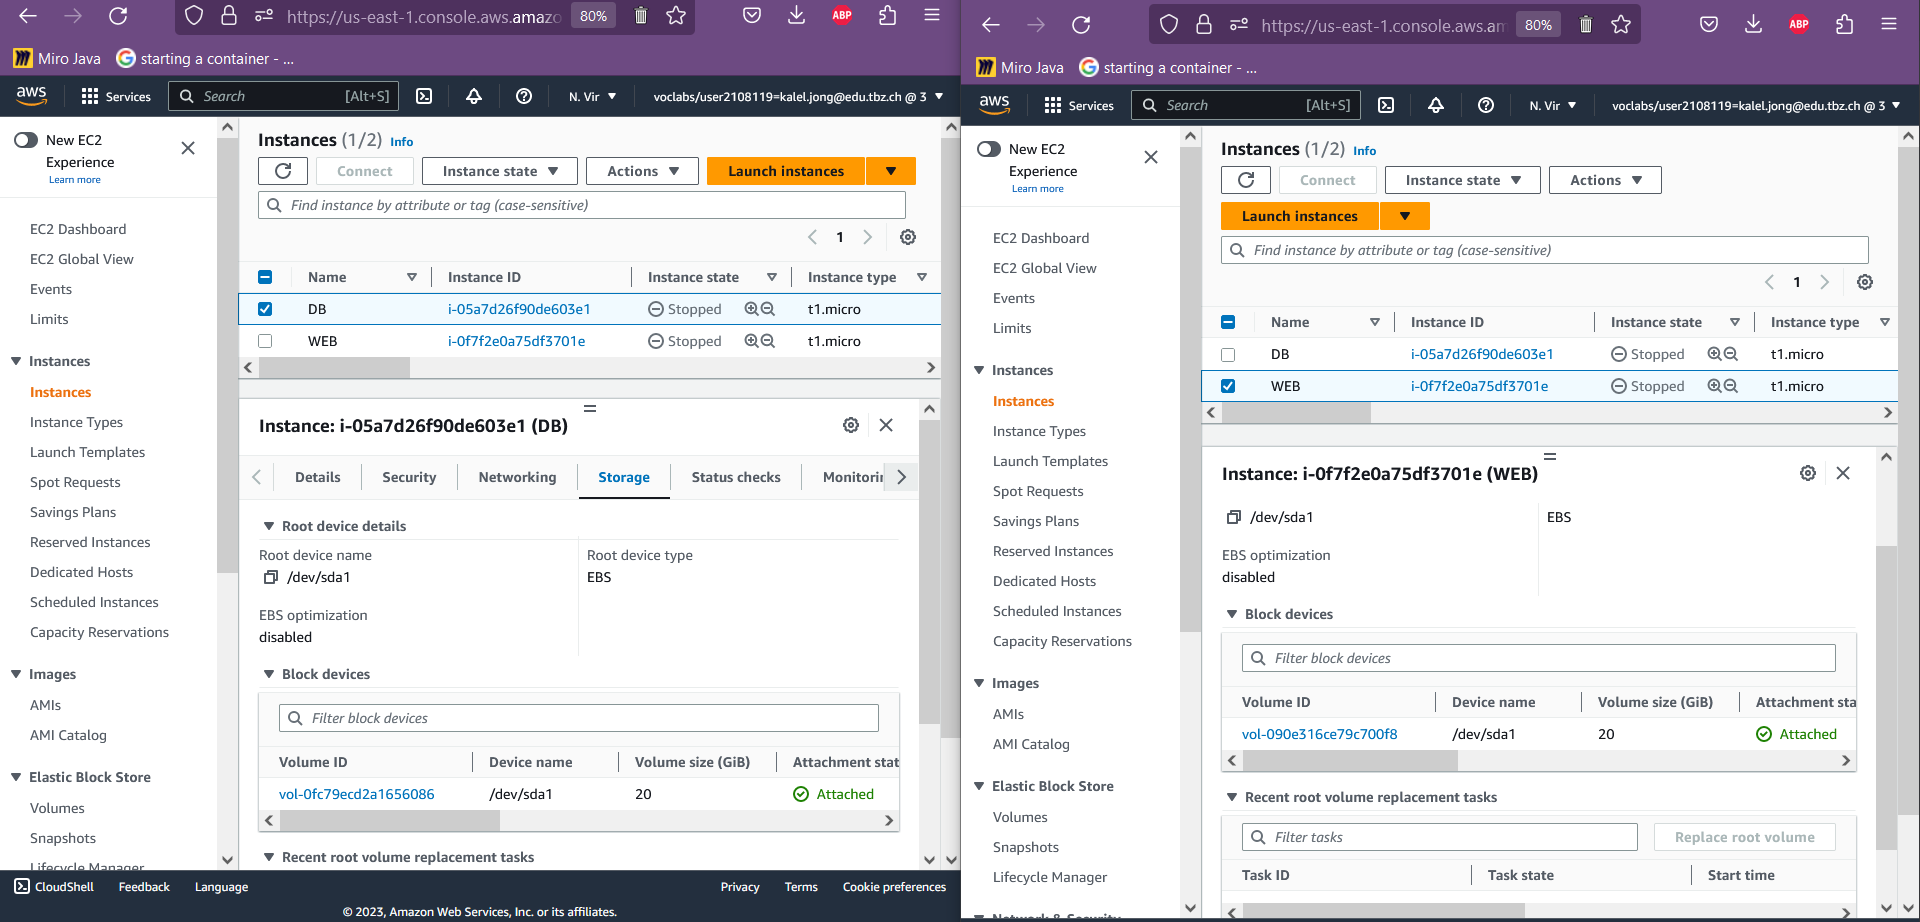 https://us-east-1.console.aws.amazo 80% ABP
Miro Java starting a container - ...
aws Services Search [Alt+S] N. Vir voclabs/user2108119=kalel.jong@edu.tbz.ch @ 3
New EC2
Experience
Learn more
EC2 Dashboard
EC2 Global View
Events
Limits
Instances
Instances
Instance Types
Launch Templates
Spot Requests
Savings Plans
Reserved Instances
Dedicated Hosts
Scheduled Instances
Capacity Reservations
Images
AMIs
AMI Catalog
Elastic Block Store
Volumes
Snapshots
Lifecycle Manager
Instances (1/2) Info
Connect Instance state Actions Launch instances
Find instance by attribute or tag (case-sensitive)
1
Name Instance ID Instance state Instance type
DB i-05a7d26f90de603e1 Stopped t1.micro
WEB i-0f7f2e0a75df3701e Stopped t1.micro
Instance: i-05a7d26f90de603e1 (DB)
Details Security Networking Storage Status checks Monitorin
Root device details
Root device name Root device type
/dev/sda1 EBS
EBS optimization
disabled
Block devices
Filter block devices
Volume ID Device name Volume size (GiB) Attachment stat
vol-0fc79ecd2a1656086 /dev/sda1 20 Attached
Recent root volume replacement tasks
CloudShell Feedback Language Privacy Terms Cookie preferences
© 2023, Amazon Web Services, Inc. or its affiliates.
https://us-east-1.console.aws.am 80% ABP
Miro Java starting a container - ...
aws Services Search [Alt+S] N. Vir voclabs/user2108119=kalel.jong@edu.tbz.ch @ 3
New EC2
Experience
Learn more
EC2 Dashboard
EC2 Global View
Events
Limits
Instances
Instances
Instance Types
Launch Templates
Spot Requests
Savings Plans
Reserved Instances
Dedicated Hosts
Scheduled Instances
Capacity Reservations
Images
AMIs
AMI Catalog
Elastic Block Store
Volumes
Snapshots
Lifecycle Manager
Network & Security
Instances (1/2) Info
Connect Instance state Actions
Launch instances
Find instance by attribute or tag (case-sensitive)
1
Name Instance ID Instance state Instance type
DB i-05a7d26f90de603e1 Stopped t1.micro
WEB i-0f7f2e0a75df3701e Stopped t1.micro
Instance: i-0f7f2e0a75df3701e (WEB)
/dev/sda1 EBS
EBS optimization
disabled
Block devices
Filter block devices
Volume ID Device name Volume size (GiB) Attachment sta
vol-090e316ce79c700f8 /dev/sda1 20 Attached
Recent root volume replacement tasks
Filter tasks Replace root volume
Task ID Task state Start time